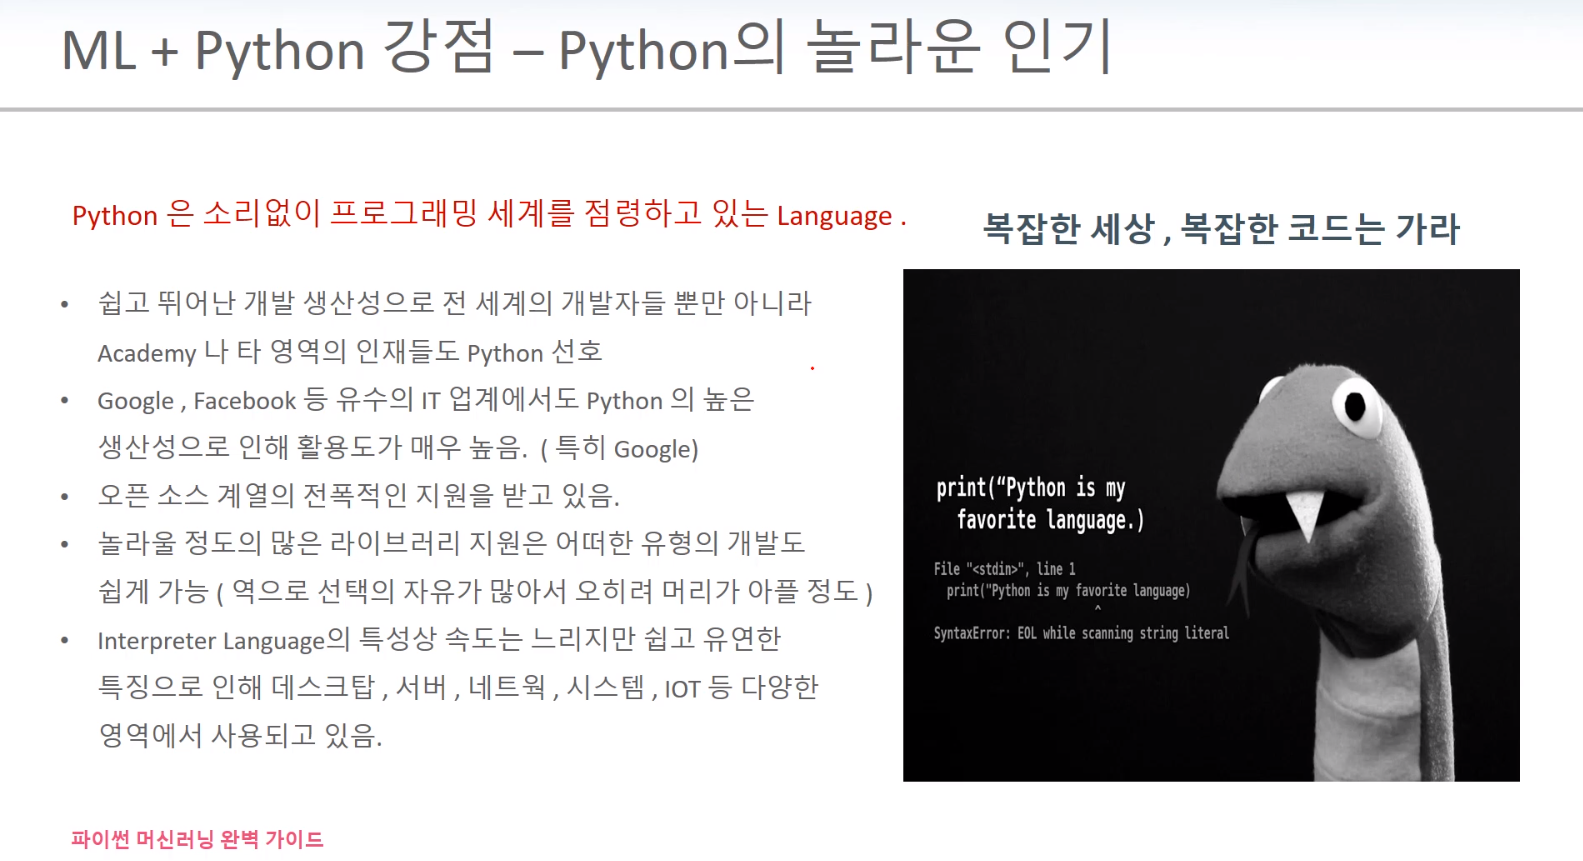 ML + Python 강점 – Python의 놀라운 인기
Python 은 소리없이 프로그래밍 세계를 점령하고 있는 Language .
• 쉽고 뛰어난 개발 생산성으로 전 세계의 개발자들 뿐만 아니라
Academy 나 타 영역의 인재들도 Python 선호
• Google , Facebook 등 유수의 IT 업계에서도 Python 의 높은
생산성으로 인해 활용도가 매우 높음. ( 특히 Google)
• 오픈 소스 계열의 전폭적인 지원을 받고 있음.
• 놀라울 정도의 많은 라이브러리 지원은 어떠한 유형의 개발도
쉽게 가능 ( 역으로 선택의 자유가 많아서 오히려 머리가 아플 정도 )
• Interpreter Language의 특성상 속도는 느리지만 쉽고 유연한
특징으로 인해 데스크탑 , 서버 , 네트웍 , 시스템 , IOT 등 다양한
영역에서 사용되고 있음.
복잡한 세상 , 복잡한 코드는 가라
print(“Python is my
favorite language.)
File "<stdin>", line 1
print("Python is my favorite language)
^
SyntaxError: EOL while scanning string literal
파이썬 머신러닝 완벽 가이드